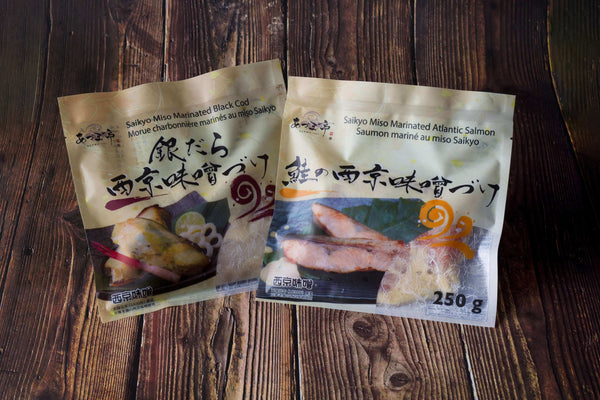 Saikyo-Miso Marinated Black Cod
Morue charbonnière marinés au miso Saikyo
銀だら
西京味噌づけ
西京味噌
Saikyo Miso Marinated Atlantic Salmon
Saumon mariné au miso Saikyo
鮭の西京味噌づけ
西京味噌
250 g